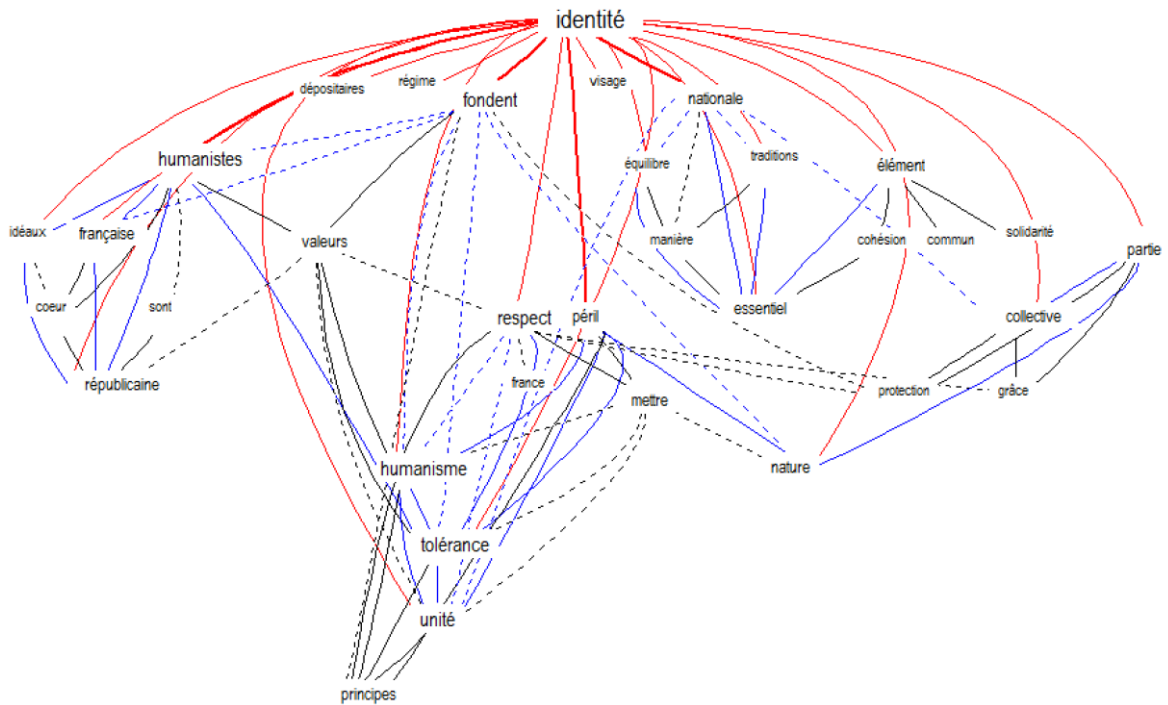 identité
dépositaires
régime
visage
fondent
nationale
humanistes
équilibre
traditions
élément
idéaux
française
valeurs
manière
cohésion
commun
solidarité
partie
coeur
sont
respect
péril
essentiel
collective
républicaine
france
mettre
protection
grâce
humanisme
nature
tolérance
unité
principes